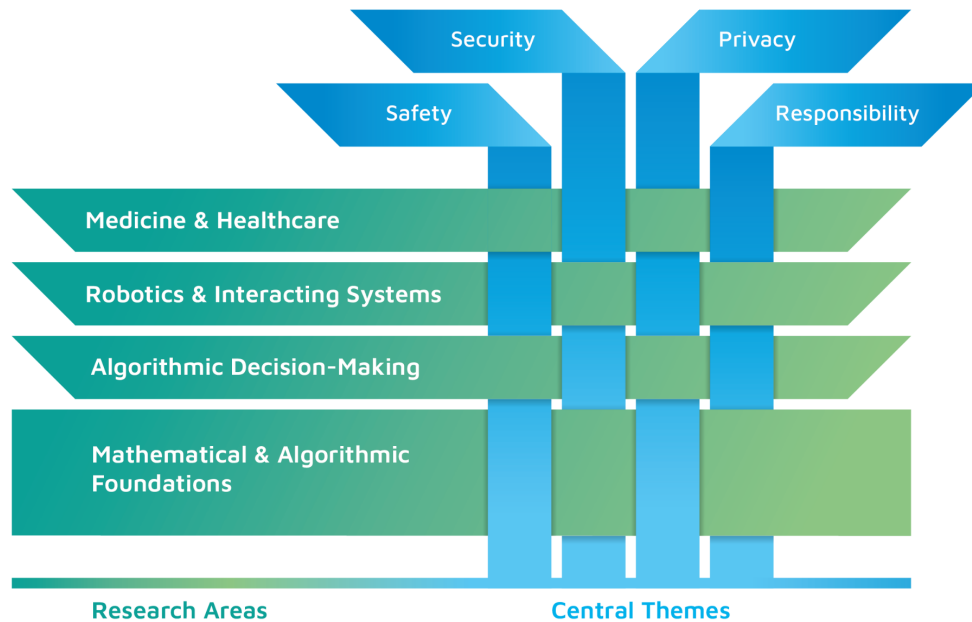 Security
Privacy
Safety
Responsibility
Medicine & Healthcare
Robotics & Interacting Systems
Algorithmic Decision-Making
Mathematical & Algorithmic
Foundations
Research Areas
Central Themes